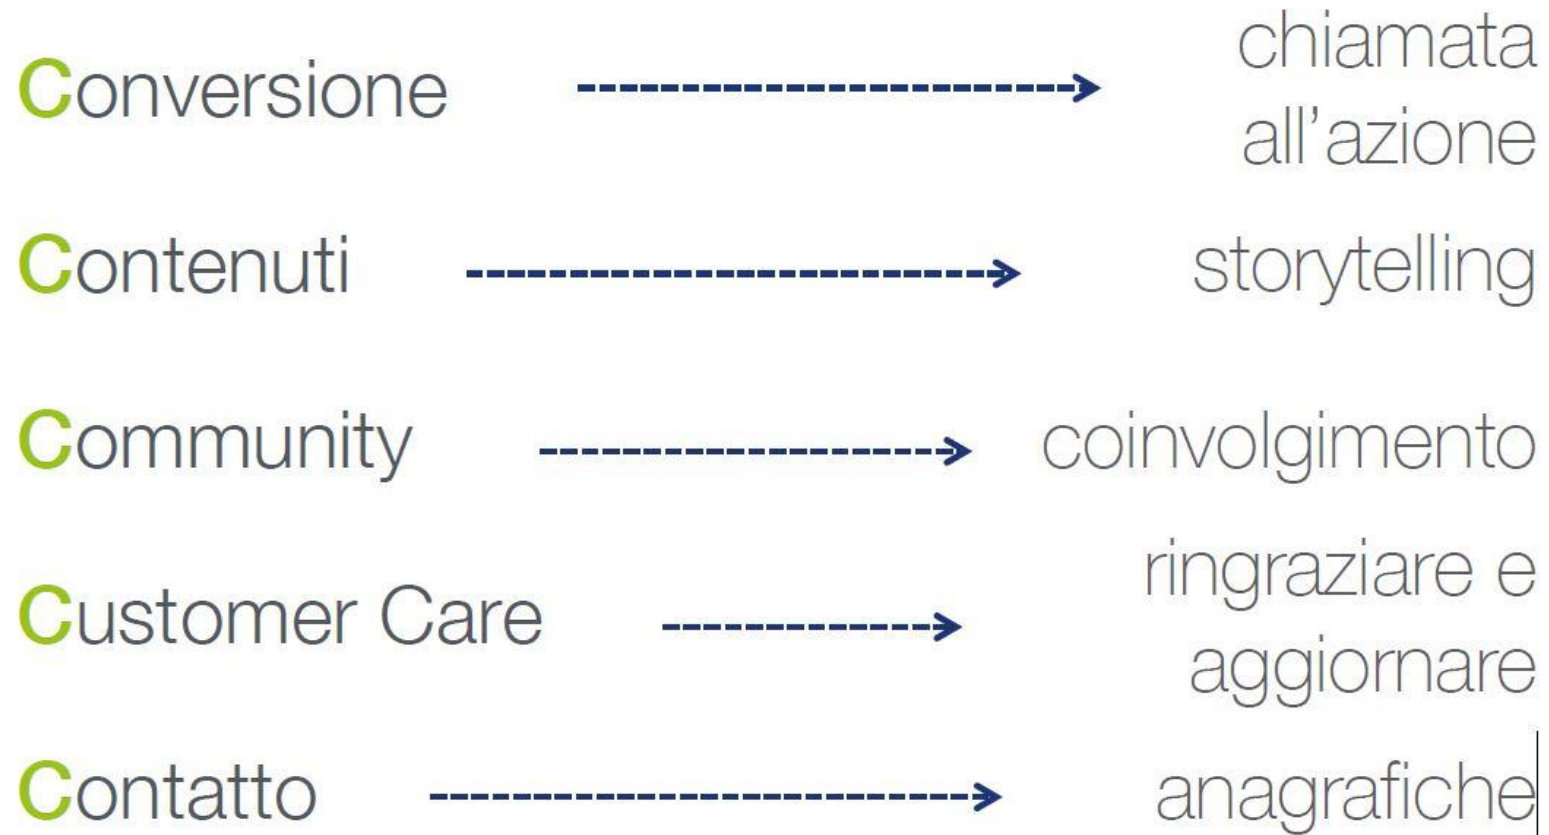 Conversione
chiamata
all’azione
Contenuti
storytelling
Community
coinvolgimento
Customer Care
ringraziare e
aggiornare
Contatto
anagrafiche